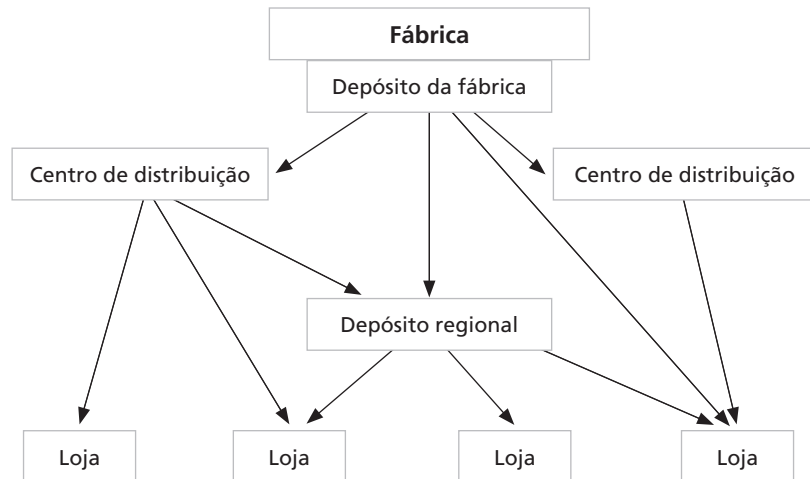 Fábrica
Depósito da fábrica
Centro de distribuição
Centro de distribuição
Depósito regional
Loja
Loja
Loja
Loja